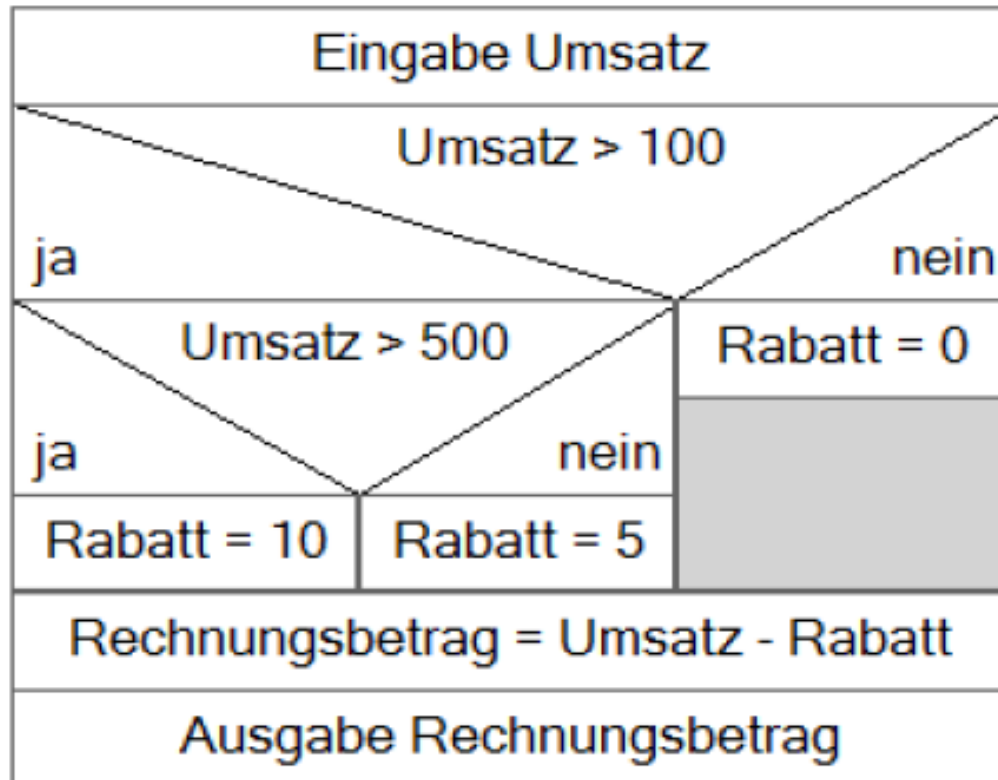 Eingabe Umsatz
Umsatz > 100
ja
nein
Umsatz > 500
Rabatt = 0
ja
nein
Rabatt = 10
Rabatt = 5
Rechnungsbetrag = Umsatz - Rabatt
Ausgabe Rechnungsbetrag